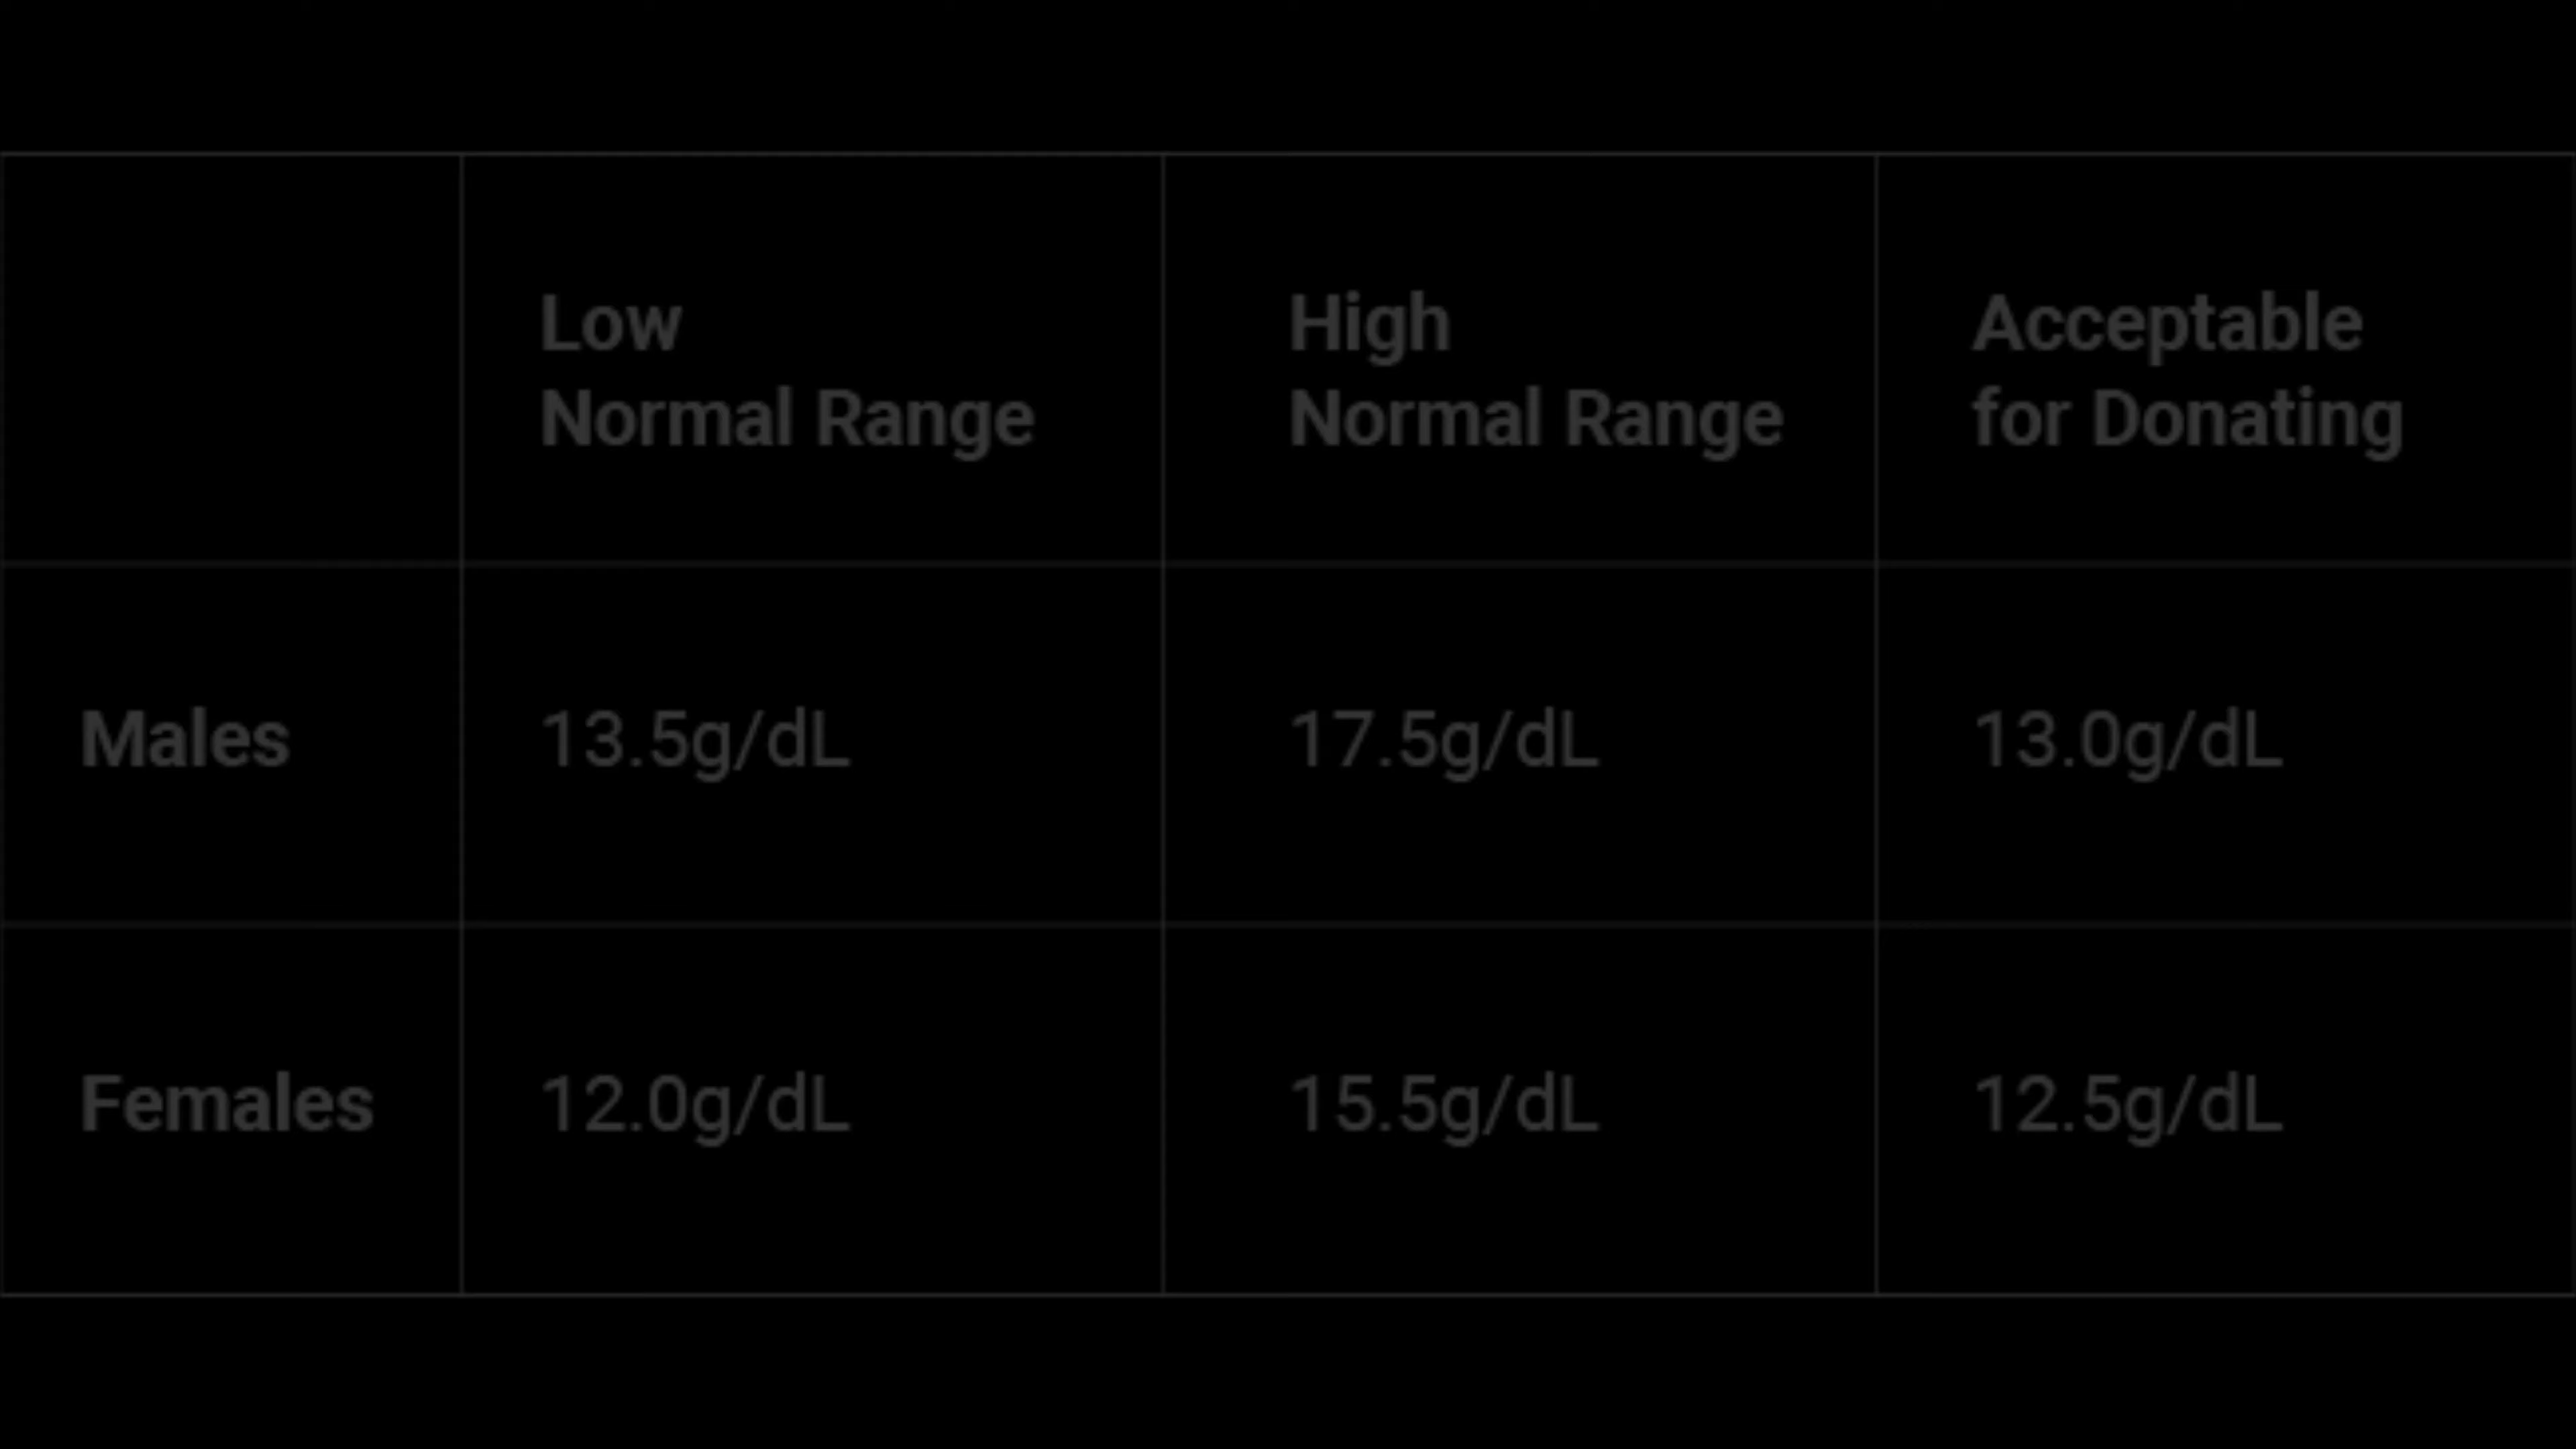 Low
Normal Range
High
Normal Range
Acceptable
for Donating
Males
13.5g/dL
17.5g/dL
13.0g/dL
Females
12.0g/dL
15.5g/dL
12.5g/dL